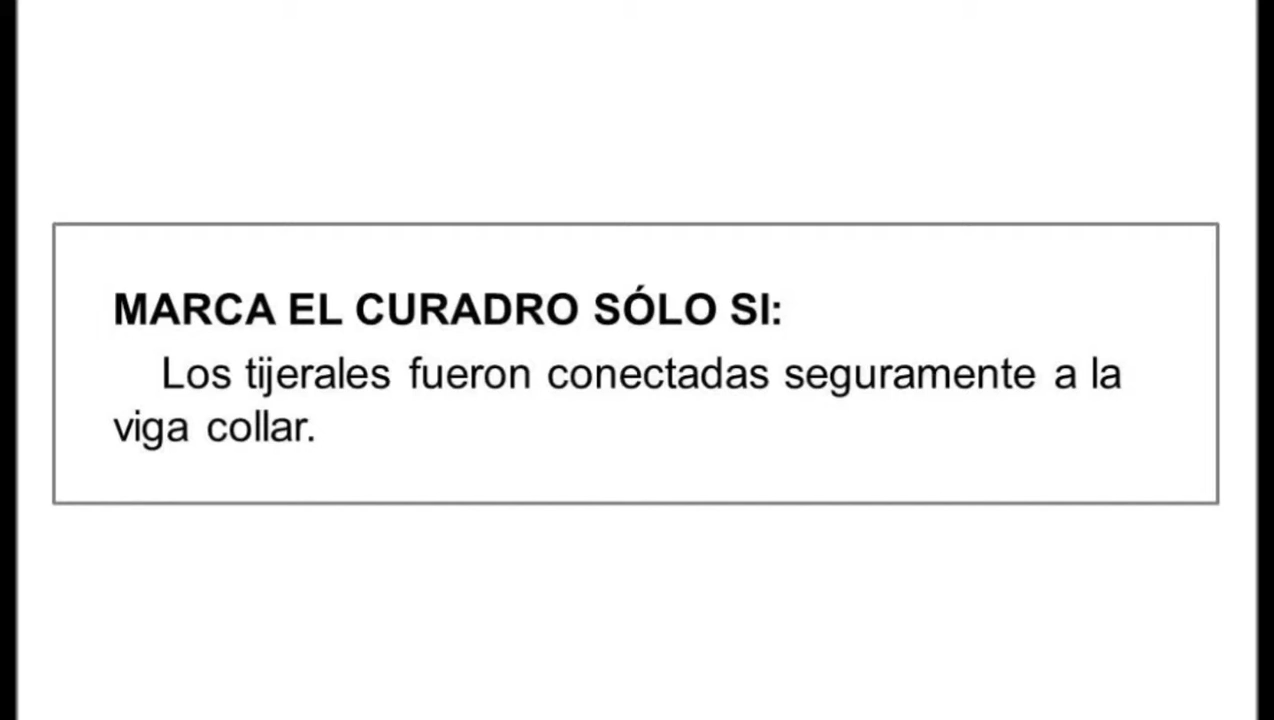 MARCA EL CURADRO SÓLO SI:
Los tijerales fueron conectadas seguramente a la
viga collar.